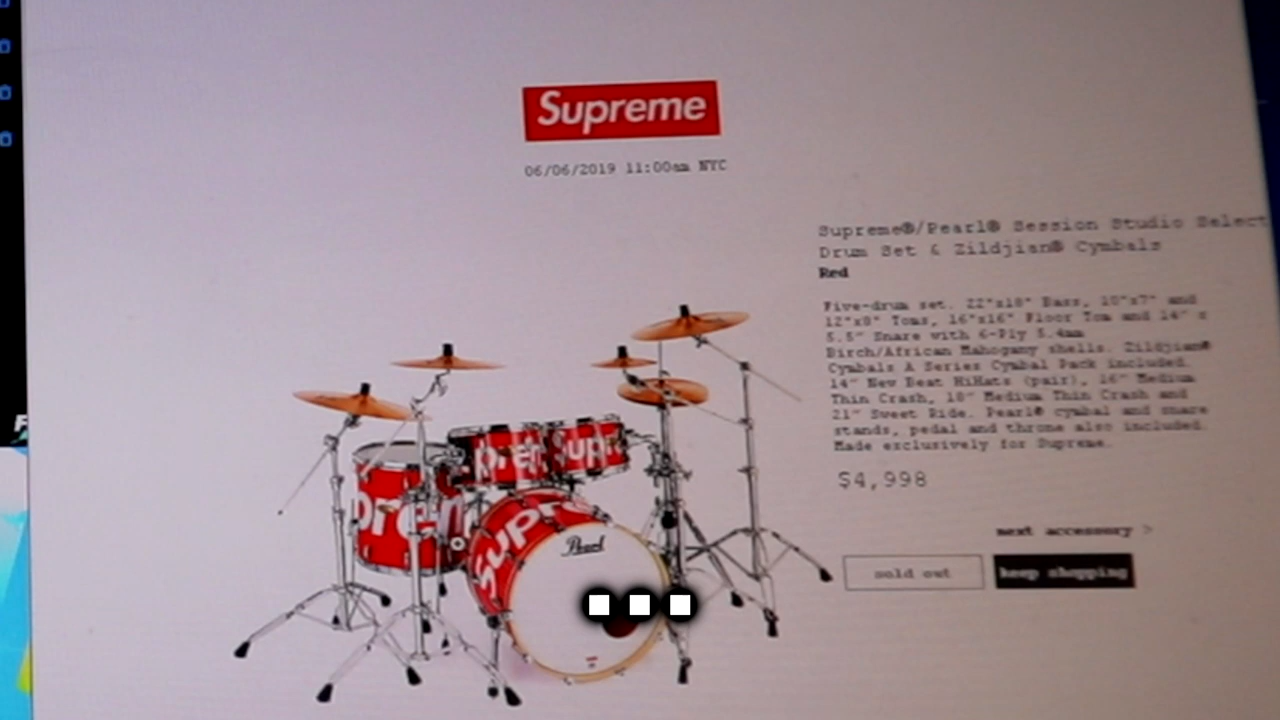 Supreme
06/06/2019 11:00am NYC
Supreme®/Pearl® Session Studio Select
Drum Set & Zildjian® Cymbals
Red
Five-drum set. 22"x18" Bass, 10"x7" and
12"x8" Toms, 16"x16" Floor Tom and 14" x
5.5" Snare with 6-Ply 5.4mm
Birch/African Mahogany shells. Zildjian®
Cymbals A Series Cymbal Pack included.
14" New Beat HiHats (pair), 16" Medium
Thin Crash, 18" Medium Thin Crash and
21" Sweet Ride. Pearl® cymbal and snare
stands, pedal and throne also included.
Made exclusively for Supreme.
$4,998
next accessory >
sold out
keep shopping
prem
pren
Supr
Supre
Pearl
...